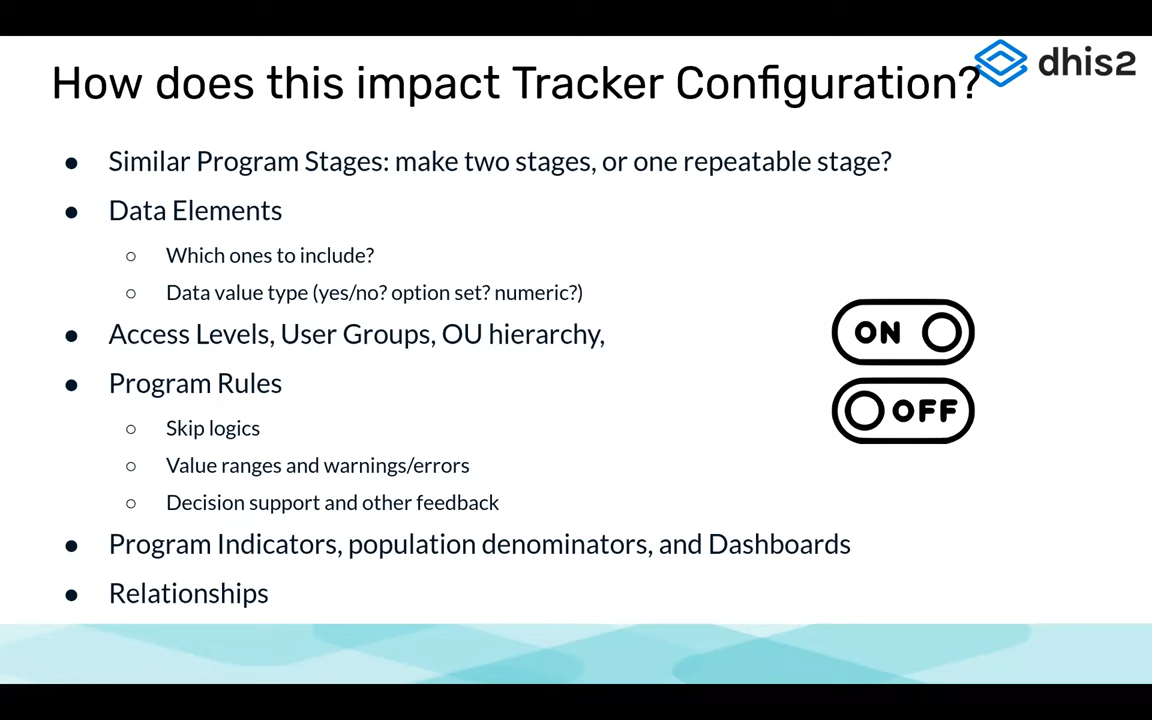 How does this impact Tracker Configuration?
dhis2
● Similar Program Stages: make two stages, or one repeatable stage?
● Data Elements
○ Which ones to include?
○ Data value type (yes/no? option set? numeric?)
● Access Levels, User Groups, OU hierarchy,
● Program Rules
○ Skip logics
○ Value ranges and warnings/errors
○ Decision support and other feedback
● Program Indicators, population denominators, and Dashboards
● Relationships
ON
OFF